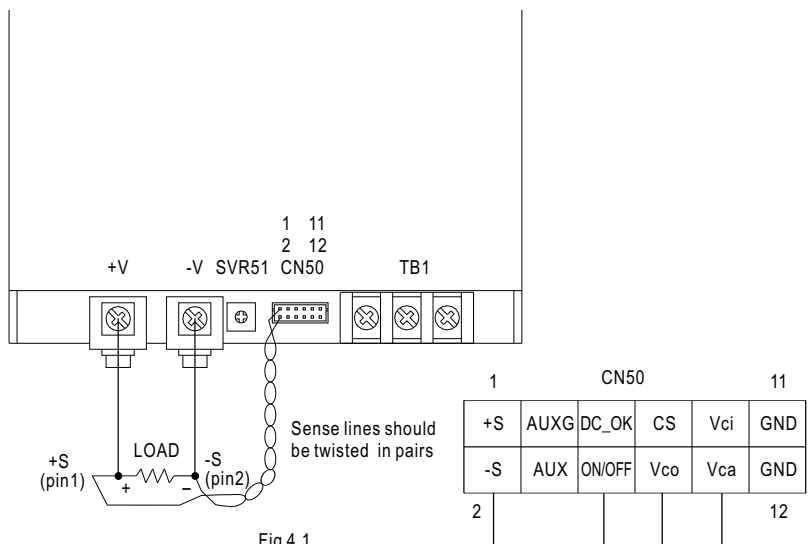 1 11
2 12
+V -V SVR51 CN50 TB1
Sense lines should
be twisted in pairs
+S
(pin1)
LOAD
-S
(pin2)
+ −
1 CN50 11
+S AUXG DC_OK CS Vci GND
-S AUX ON/OFF Vco Vca GND
2 12
Fig 4.1